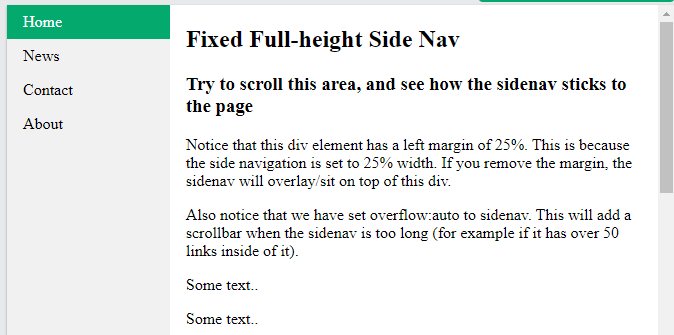 Home
News
Contact
About
Fixed Full-height Side Nav
Try to scroll this area, and see how the sidenav sticks to
the page
Notice that this div element has a left margin of 25%. This is because
the side navigation is set to 25% width. If you remove the margin, the
sidenav will overlay/sit on top of this div.
Also notice that we have set overflow:auto to sidenav. This will add a
scrollbar when the sidenav is too long (for example if it has over 50
links inside of it).
Some text..
Some text..